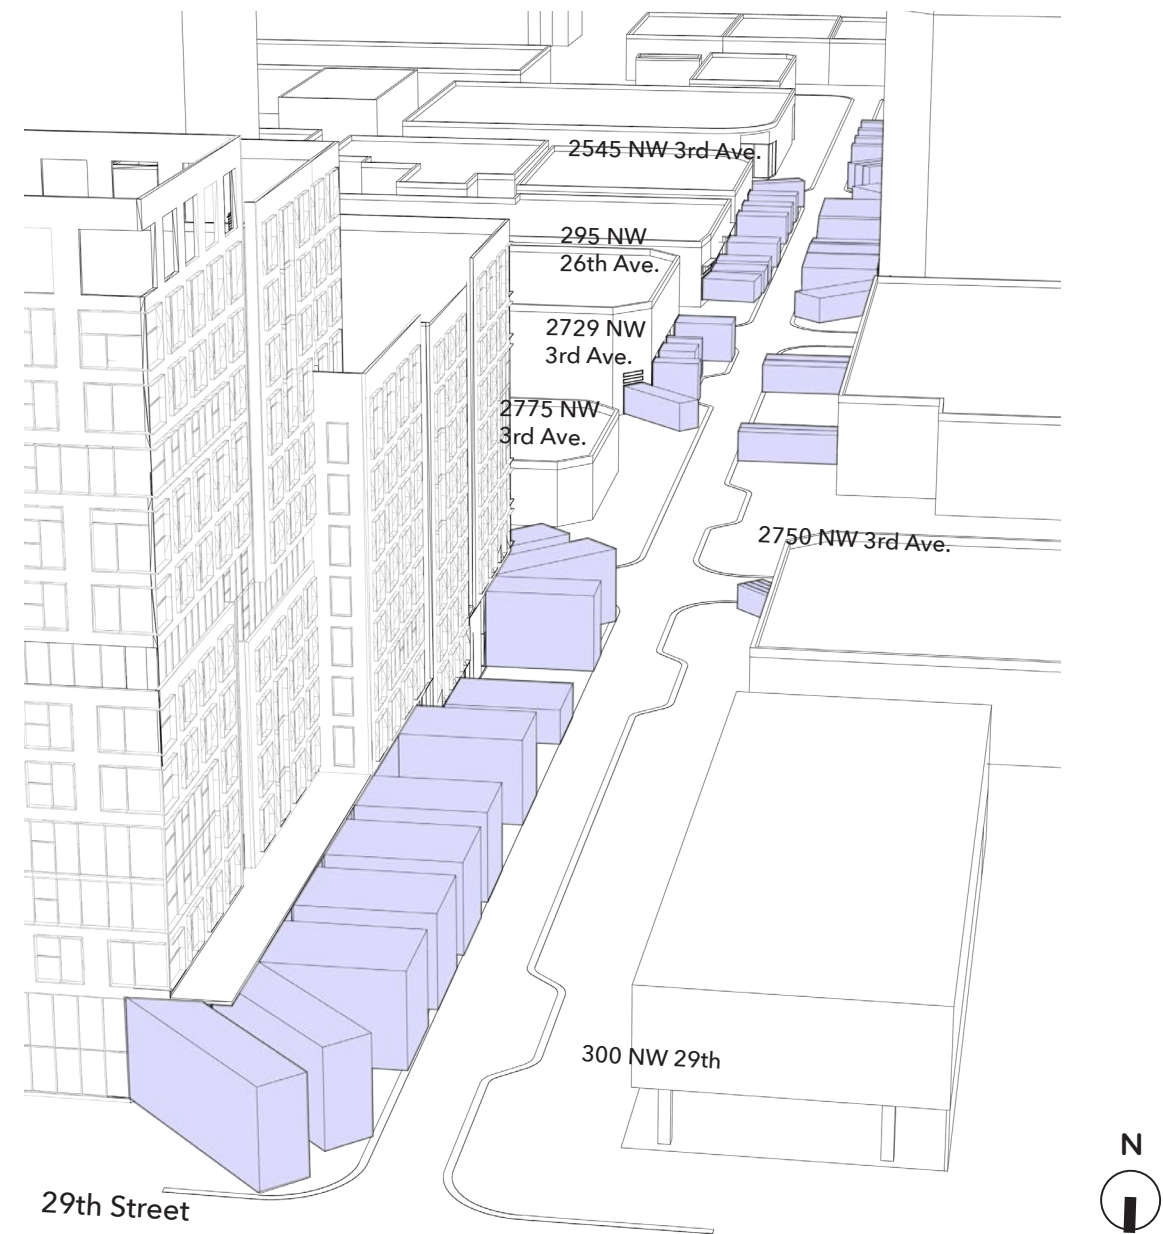 2545 NW 3rd Ave.
295 NW
26th Ave.
2729 NW
3rd Ave.
2775 NW
3rd Ave.
2750 NW 3rd Ave.
300 NW 29th
N
29th Street